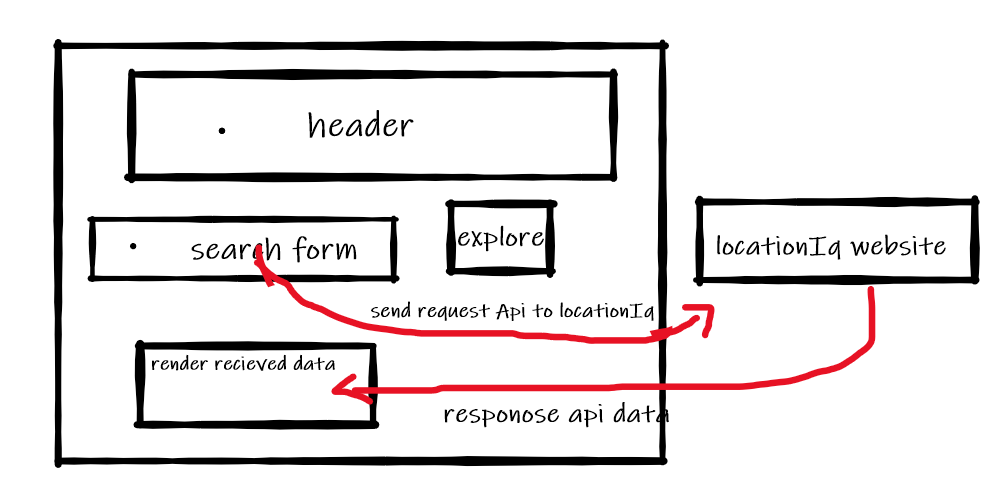 header
search form
explore
locationIq website
send request Api to locationIq
render recieved data
responose api data